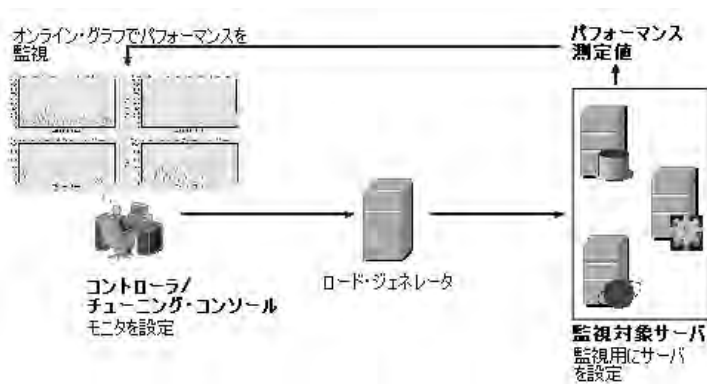 オンライン・グラフでパフォーマンスを
監視
パフォーマンス
測定値
コントローラ/
チューニング・コンソール
モニタを設定
ロード・ジェネレータ
監視対象サーバ
監視用にサーバ
を設定